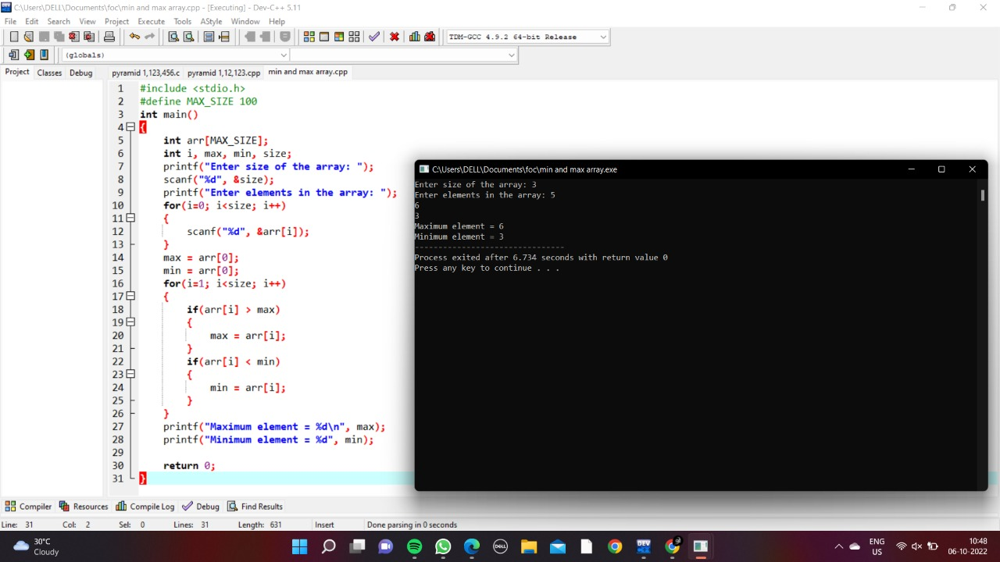 C:\Users\DELL\Documents\foc\min and max array.cpp - [Executing] - Dev-C++ 5.11
File Edit Search View Project Execute Tools AStyle Window Help
TDM-GCC 4.9.2 64-bit Release
(globals)
Project Classes Debug pyramid 1,123,456.c pyramid 1,12,123.cpp min and max array.cpp
1 #include <stdio.h>
2 #define MAX_SIZE 100
3 int main()
4 {
5 int arr[MAX_SIZE];
6 int i, max, min, size;
7 printf("Enter size of the array: ");
8 scanf("%d", &size);
9 printf("Enter elements in the array: ");
10 for(i=0; i<size; i++)
11 {
12 scanf("%d", &arr[i]);
13 }
14 max = arr[0];
15 min = arr[0];
16 for(i=1; i<size; i++)
17 {
18 if(arr[i] > max)
19 {
20 max = arr[i];
21 }
22 if(arr[i] < min)
23 {
24 min = arr[i];
25 }
26 }
27 printf("Maximum element = %d\n", max);
28 printf("Minimum element = %d", min);
29
30 return 0;
31 }
C:\Users\DELL\Documents\foc\min and max array.exe
Enter size of the array: 3
Enter elements in the array: 5
6
3
Maximum element = 6
Minimum element = 3
--------------------------------
Process exited after 6.734 seconds with return value 0
Press any key to continue . . .
Compiler Resources Compile Log Debug Find Results
Line: 31 Col: 2 Sel: 0 Lines: 31 Length: 631 Insert Done parsing in 0 seconds
30°C
Cloudy
DELL
DEV
ENG
US
10:48
06-10-2022